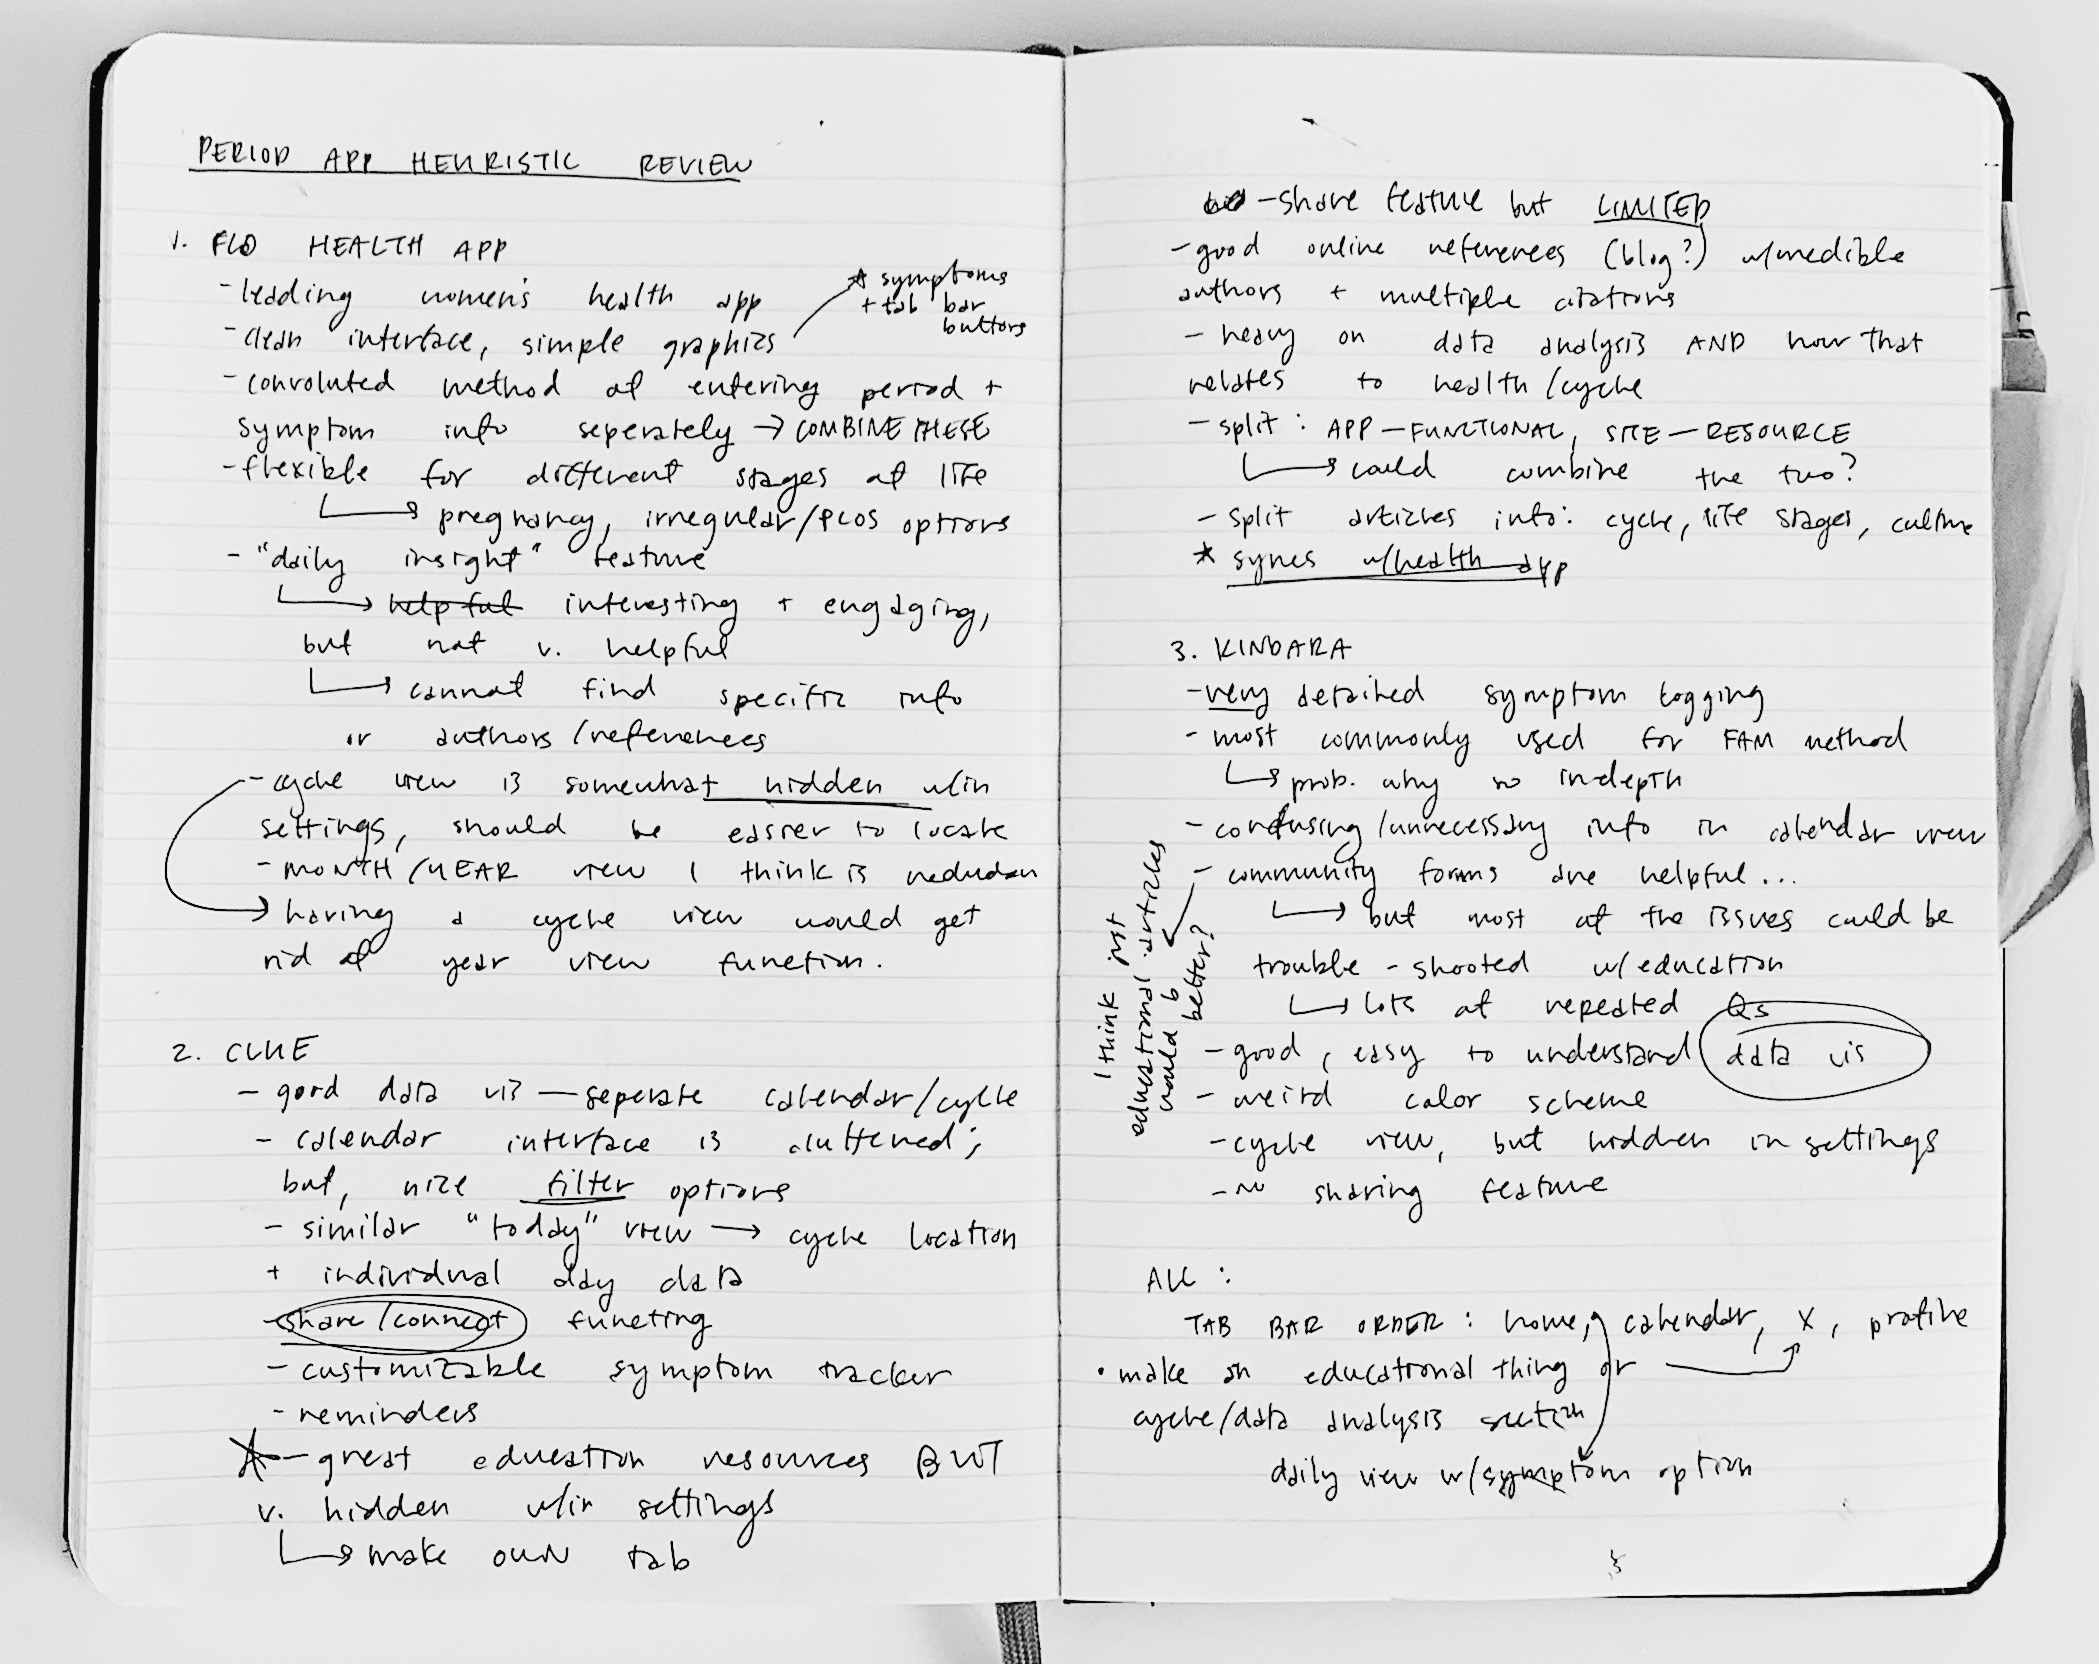 PERIOD APP HEURISTIC REVIEW
1. FLO HEALTH APP
- leading women's health app
- clean interface, simple graphics
* symptoms
+ tab bar
buttons
- convoluted method of entering period +
symptom info seperately → COMBINE THESE
- flexible for different stages of life
↳ pregnancy, irregular/PCOS options
- "daily insight" feature
↳ helpful interesting + engaging,
but not v. helpful
↳ cannot find specific info
or authors/references
- cycle view is somewhat hidden w/in
settings, should be easier to locate
- MONTH/YEAR view I think is redundan
→ having a cycle view would get
rid of year view function.
2. CLUE
- good data vis — seperate calendar/cycle
- calendar interface is cluttered;
but, nice filter options
- similar "today" view → cycle location
+ individual day data
- share/connect functing
- customizable symptom tracker
- reminders
* - great education resources BUT
v. hidden w/in settings
↳ make own tab
- share feature but LIMITED
- good online references (blog?) w/credible
authors + multiple citations
- heavy on data analysis AND how that
relates to health/cycle
- split: APP - FUNCTIONAL, SITE - RESOURCE
↳ could combine the two?
- split articles into: cycle, life stages, culture
* syncs w/health app
3. KINDARA
- very detailed symptom logging
- most commonly used for FAM method
↳ prob. why so indepth
- confusing/unnecessary info in calendar view
- community forums are helpful...
↳ but most of the issues could be
trouble-shooted w/education
↳ lots of repeated Qs
I think just
educational articles
would b
better?
- good, easy to understand data vis
- weird color scheme
- cycle view, but hidden in settings
- no sharing feature
ALL:
TAB BAR ORDER: home, calendar, X, profile
• make an educational thing or
cycle/data analysis section
daily view w/symptom option